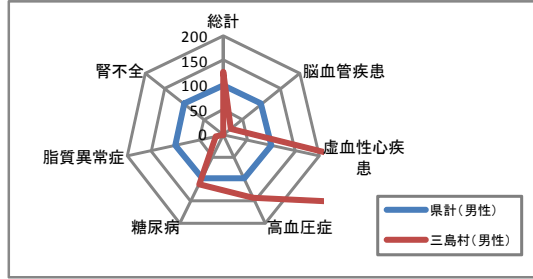 総計
200
150
100
50
0
脳血管疾患
虚血性心疾
患
高血圧症
糖尿病
脂質異常症
腎不全
県計(男性)
三島村(男性)